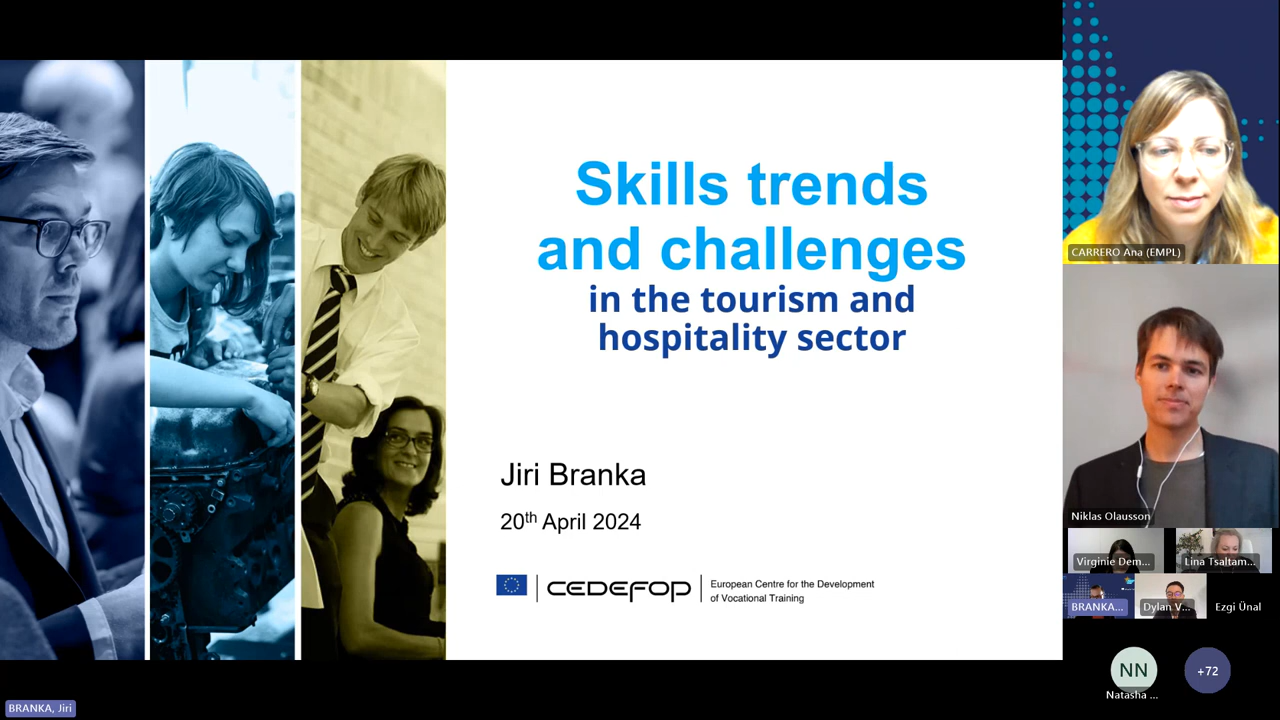 Skills trends
and challenges
in the tourism and
hospitality sector
Jiri Branka
20th April 2024
CEDEFOP
European Centre for the Development
of Vocational Training
BRANKA, Jiri
CARRERO Ana (EMPL)
Niklas Olausson
Virginie Dem...
Lina Tsaltam...
BRANKA...
Dylan V...
Ezgi Ünal
NN
Natasha ...
+72